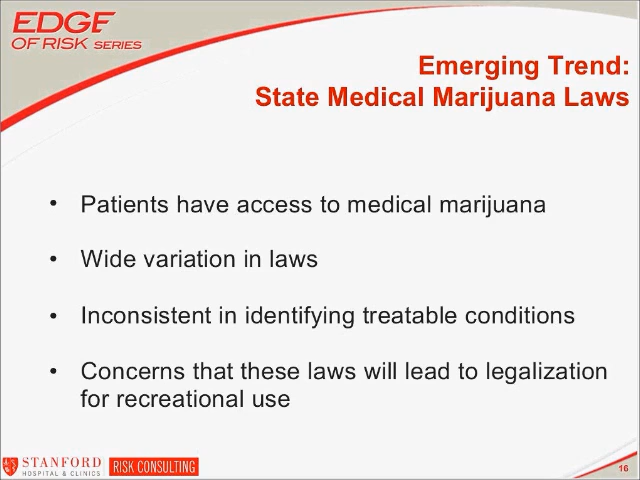 EDGE
OF RISK SERIES
Emerging Trend:
State Medical Marijuana Laws
• Patients have access to medical marijuana
• Wide variation in laws
• Inconsistent in identifying treatable conditions
• Concerns that these laws will lead to legalization
for recreational use
STANFORD
HOSPITAL & CLINICS
RISK CONSULTING
16